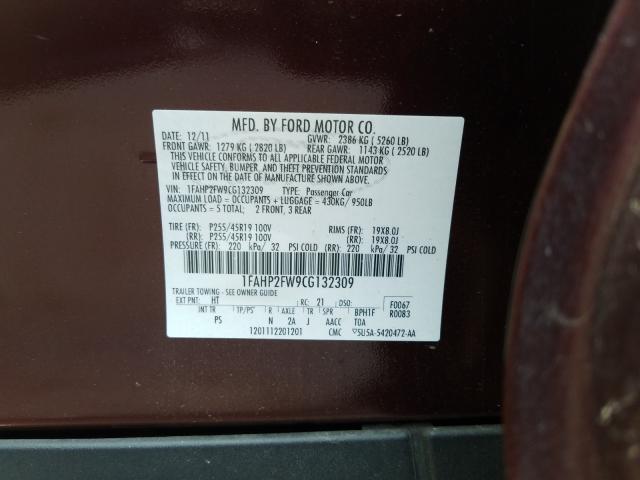 MFD. BY FORD MOTOR CO.
DATE: 12/11 GVWR: 2386 KG ( 5260 LB)
FRONT GAWR: 1279 KG ( 2820 LB) REAR GAWR: 1143 KG ( 2520 LB)
THIS VEHICLE CONFORMS TO ALL APPLICABLE FEDERAL MOTOR
VEHICLE SAFETY, BUMPER, AND THEFT PREVENTION STANDARDS
IN EFFECT ON THE DATE OF MANUFACTURE SHOWN ABOVE.
VIN: 1FAHP2FW9CG132309 TYPE: Passenger Car
MAXIMUM LOAD = OCCUPANTS + LUGGAGE = 430KG/ 950LB
OCCUPANTS = 5 TOTAL: 2 FRONT, 3 REAR
TIRE (FR): P255/45R19 100V RIMS (FR): 19X8.0J
(RR): P255/45R19 100V (RR): 19X8.0J
PRESSURE (FR): 220 kPa/ 32 PSI COLD (RR): 220 kPa/ 32 PSI COLD
1FAHP2FW9CG132309
TRAILER TOWING - SEE OWNER GUIDE
EXT PNT: HT RC: 21 DSO: F0067
R0083
INT TR TP/PS R AXLE TR SPR BPH1F
PS N 2A J AACC TOA
1201112201201 CMC 5U5A-5420472-AA